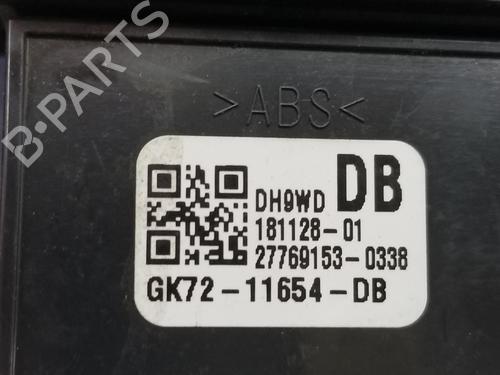 B·PARTS
>ABS<
DH9WD DB
181128-01
27769153-0338
GK72-11654-DB